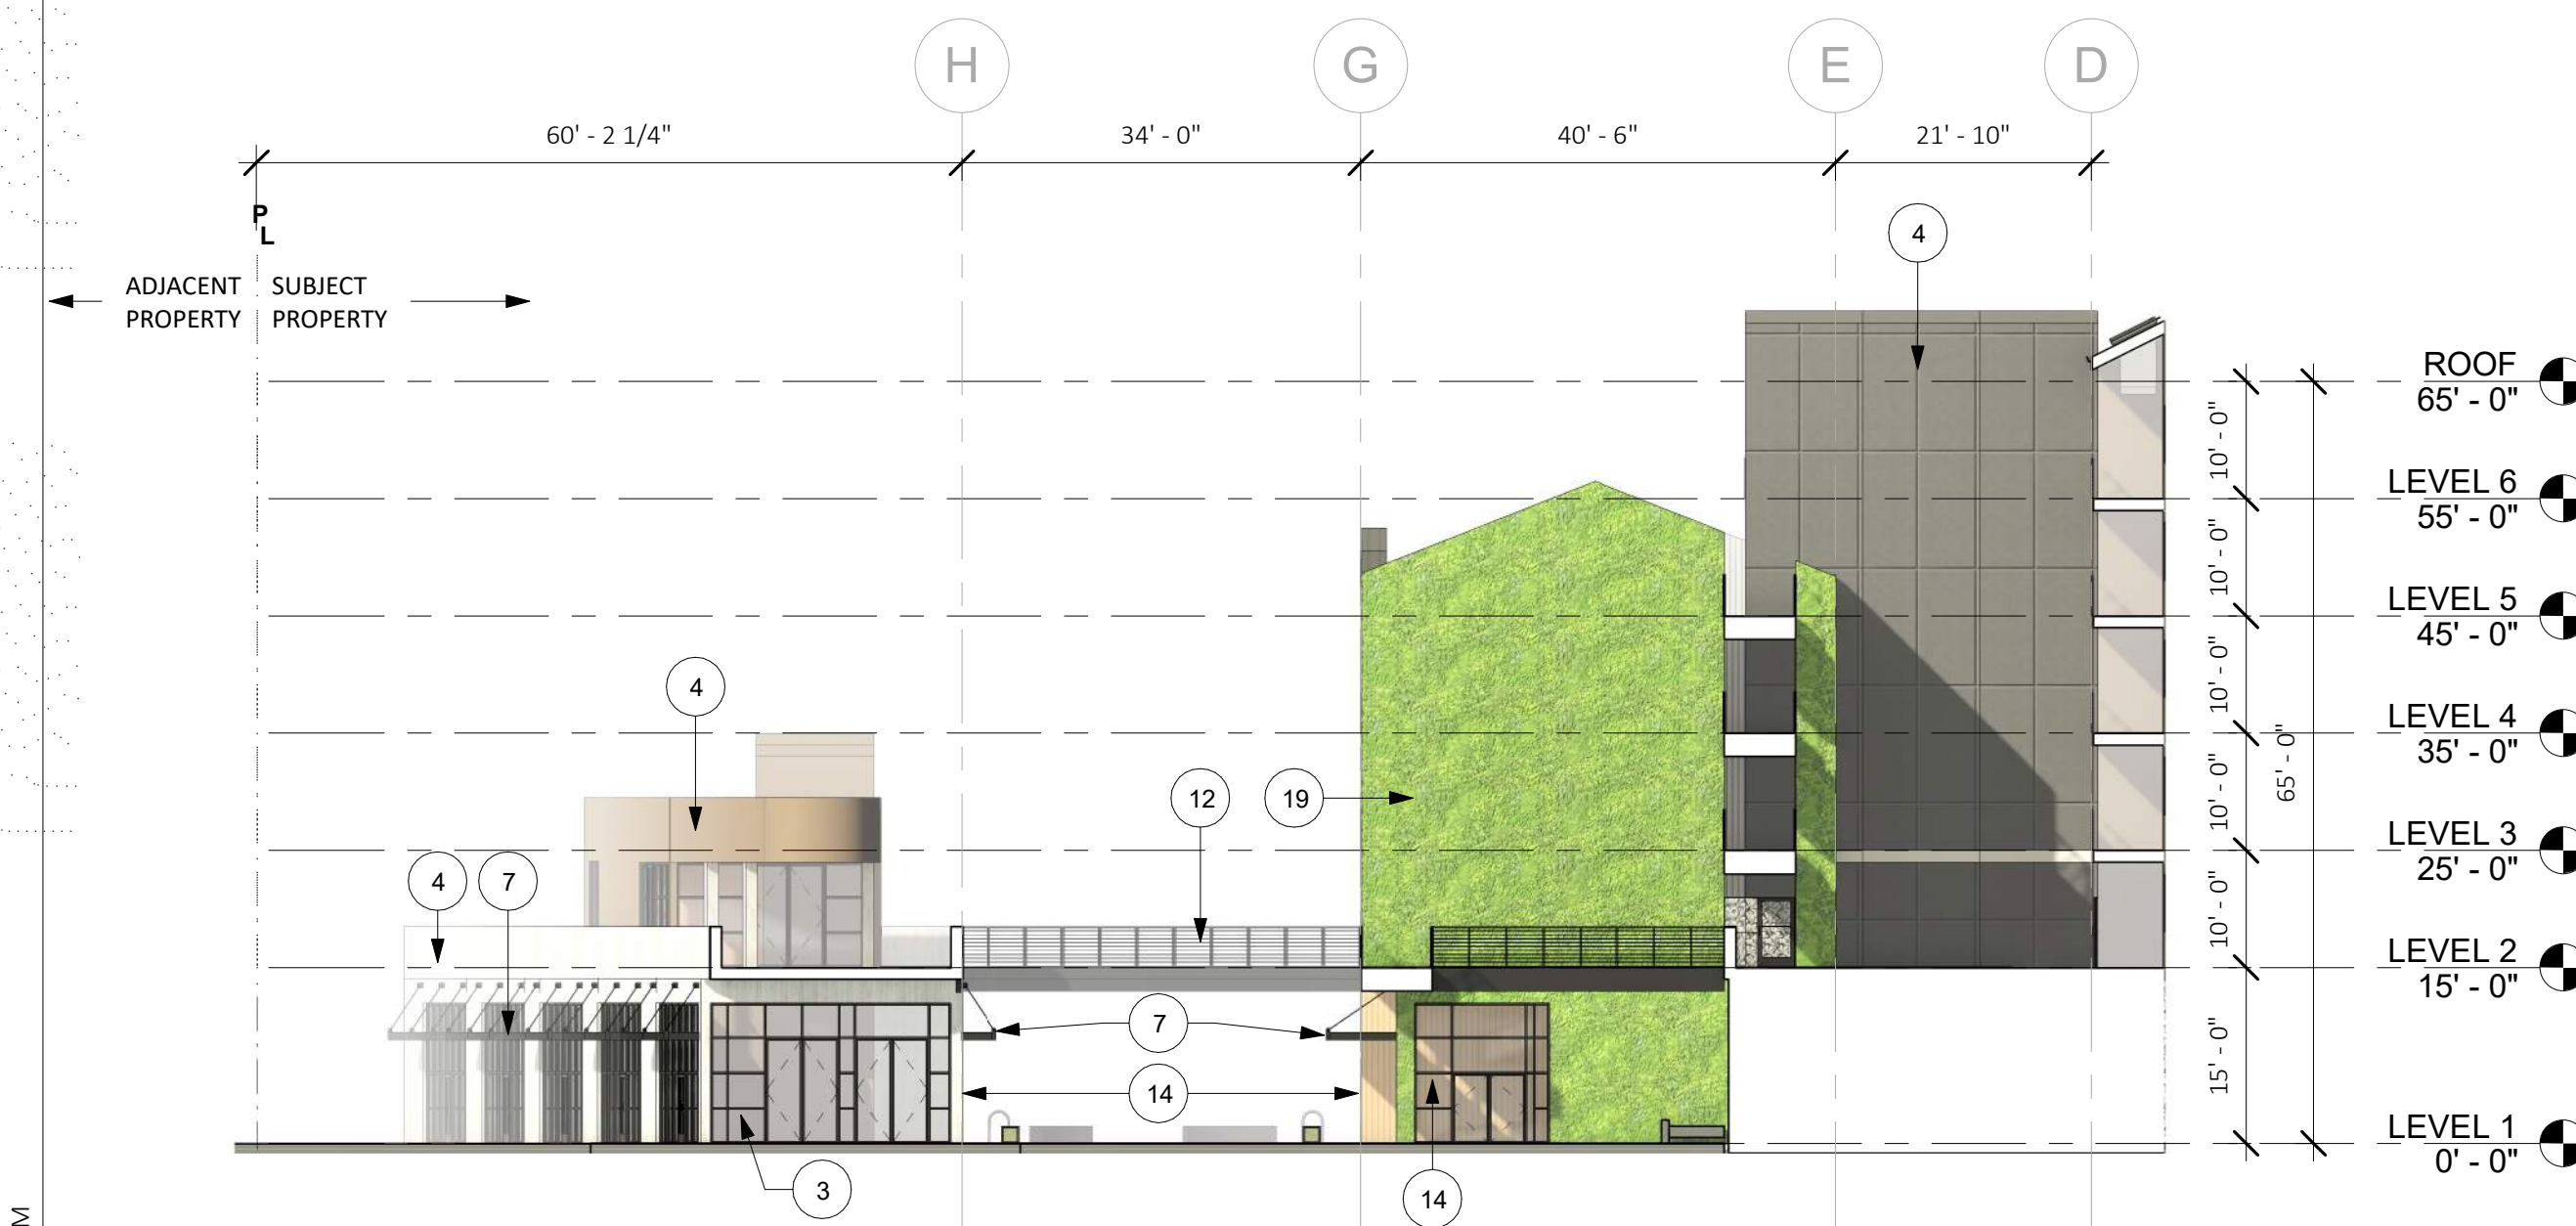 H G E D
60' - 2 1/4" 34' - 0" 40' - 6" 21' - 10"
P
L
4
ADJACENT SUBJECT
PROPERTY PROPERTY
ROOF
65' - 0"
10' - 0"
LEVEL 6
55' - 0"
10' - 0"
LEVEL 5
45' - 0"
10' - 0"
4
LEVEL 4
35' - 0"
65' - 0"
10' - 0"
12 19
LEVEL 3
25' - 0"
4 7
10' - 0"
LEVEL 2
15' - 0"
7
15' - 0"
14
LEVEL 1
0' - 0"
3 14
M